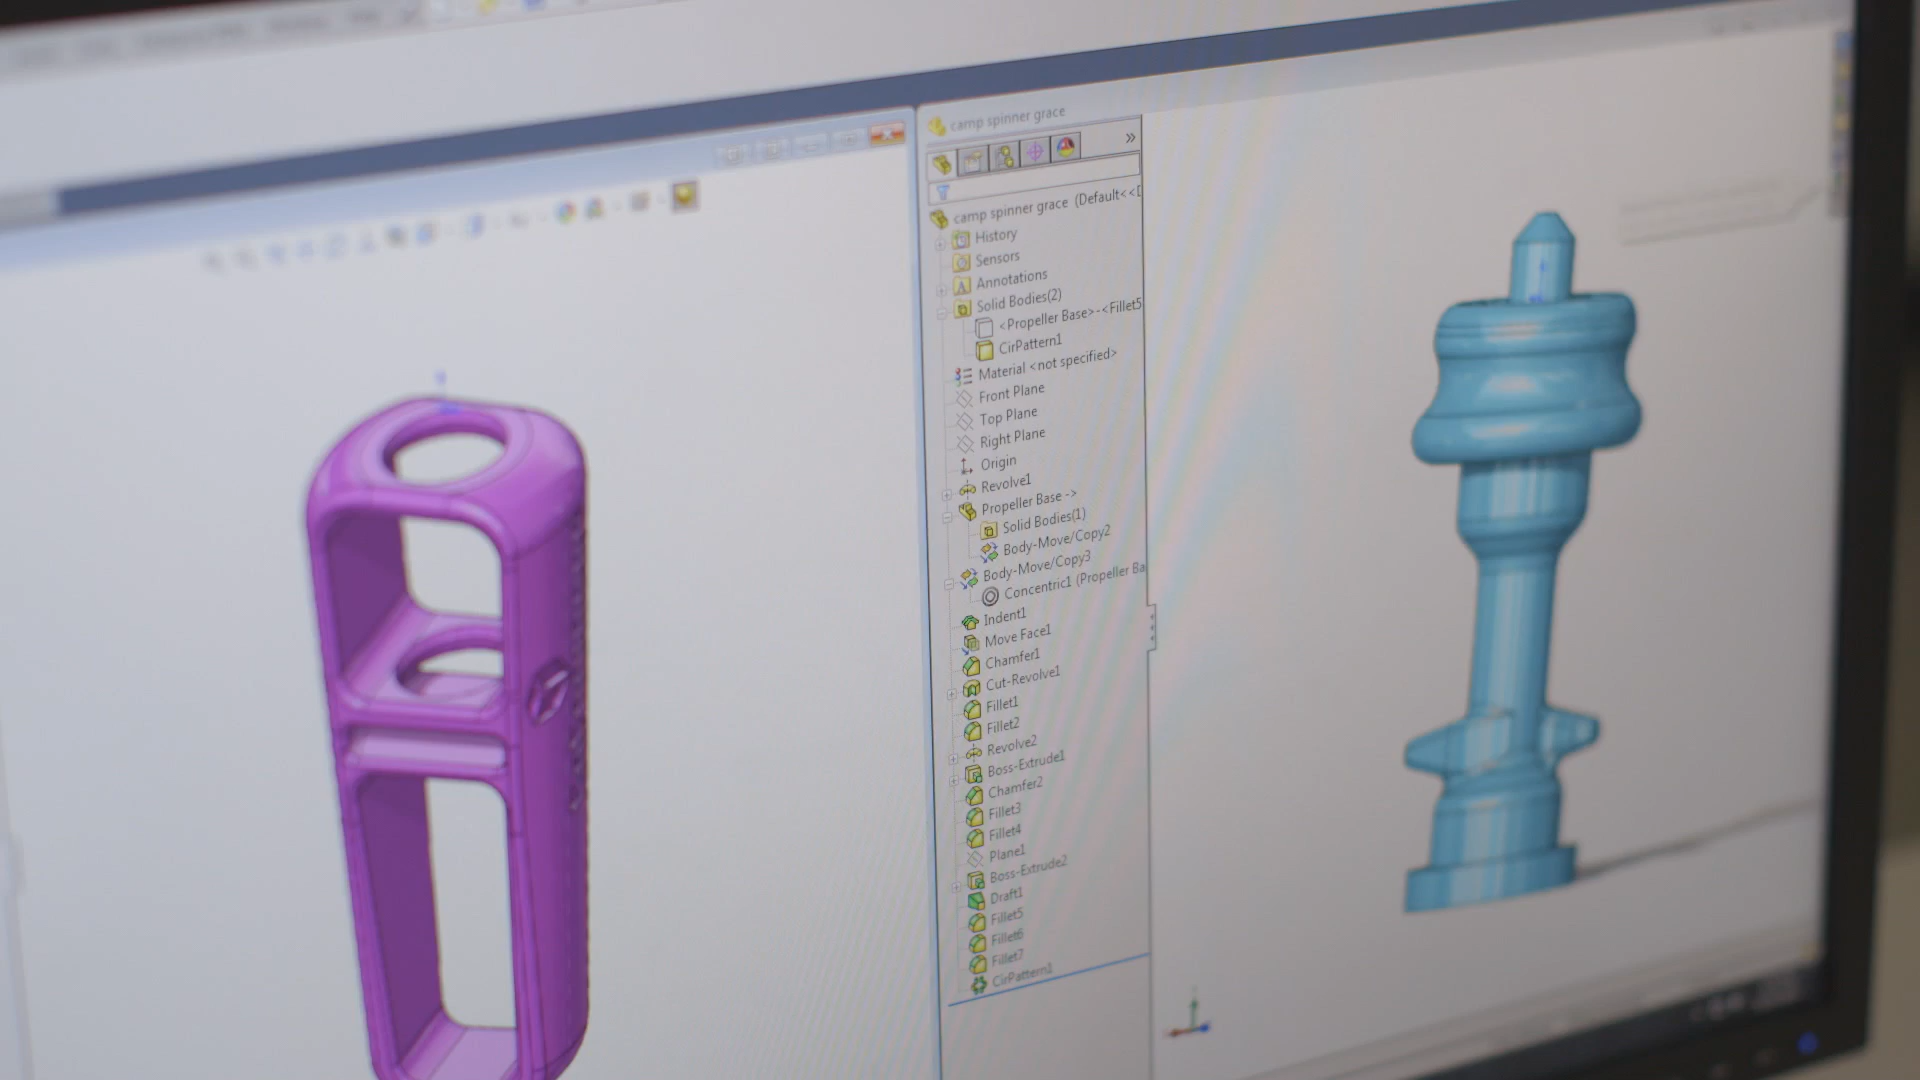 camp spinner grace
»
camp spinner grace (Default<<D
History
Sensors
Annotations
Solid Bodies(2)
<Propeller Base>-<Fillet5
CirPattern1
Material <not specified>
Front Plane
Top Plane
Right Plane
Origin
Revolve1
Propeller Base ->
Solid Bodies(1)
Body-Move/Copy2
Body-Move/Copy3
Concentric1 (Propeller Ba
Indent1
Move Face1
Chamfer1
Cut-Revolve1
Fillet1
Fillet2
Revolve2
Boss-Extrude1
Chamfer2
Fillet3
Fillet4
Plane1
Boss-Extrude2
Draft1
Fillet5
Fillet6
Fillet7
CirPattern1